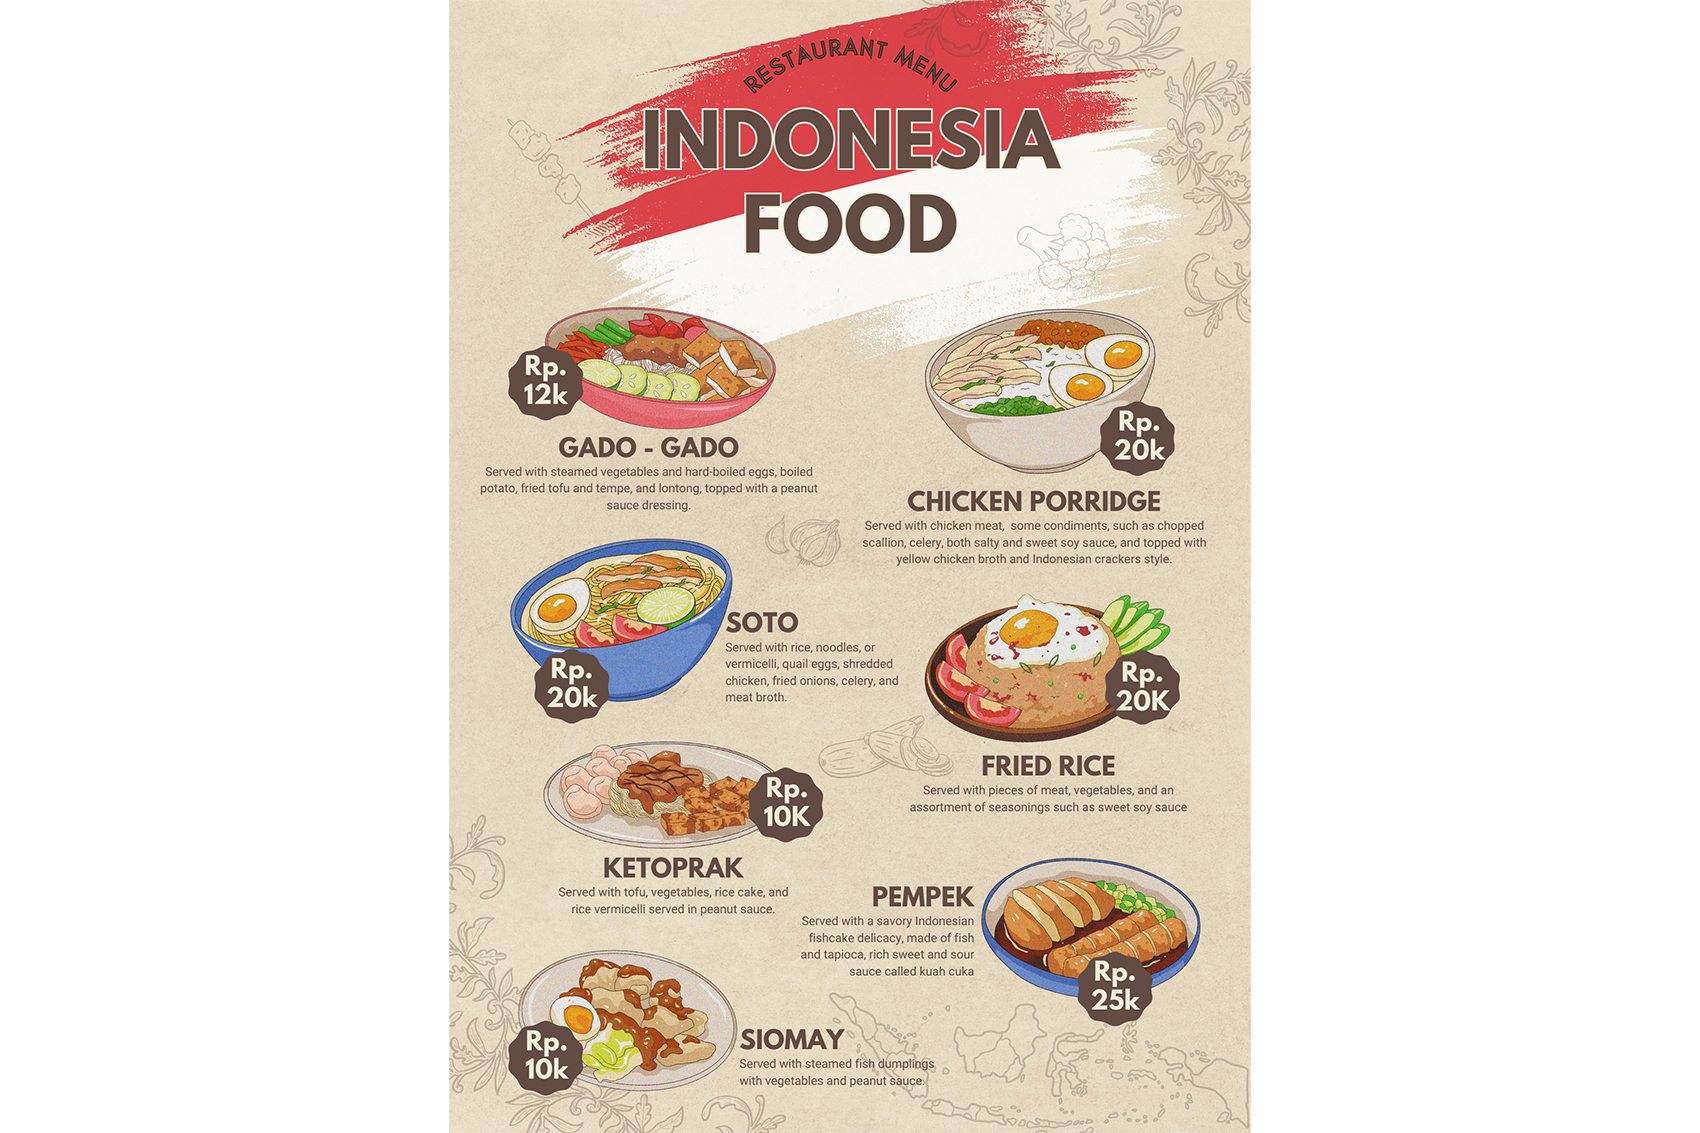 RESTAURANT MENU
INDONESIA
FOOD
Rp.
12k
GADO - GADO
Served with steamed vegetables and hard-boiled eggs, boiled
potato, fried tofu and tempe, and lontong, topped with a peanut
sauce dressing.
Rp.
20k
CHICKEN PORRIDGE
Served with chicken meat, some condiments, such as chopped
scallion, celery, both salty and sweet soy sauce, and topped with
yellow chicken broth and Indonesian crackers style.
Rp.
20k
SOTO
Served with rice, noodles, or
vermicelli, quail eggs, shredded
chicken, fried onions, celery, and
meat broth.
Rp.
20K
FRIED RICE
Served with pieces of meat, vegetables, and an
assortment of seasonings such as sweet soy sauce
Rp.
10K
KETOPRAK
Served with tofu, vegetables, rice cake, and
rice vermicelli served in peanut sauce.
PEMPEK
Served with a savory Indonesian
fishcake delicacy, made of fish
and tapioca, rich sweet and sour
sauce called kuah cuka
Rp.
25k
Rp.
10k
SIOMAY
Served with steamed fish dumplings
with vegetables and peanut sauce.